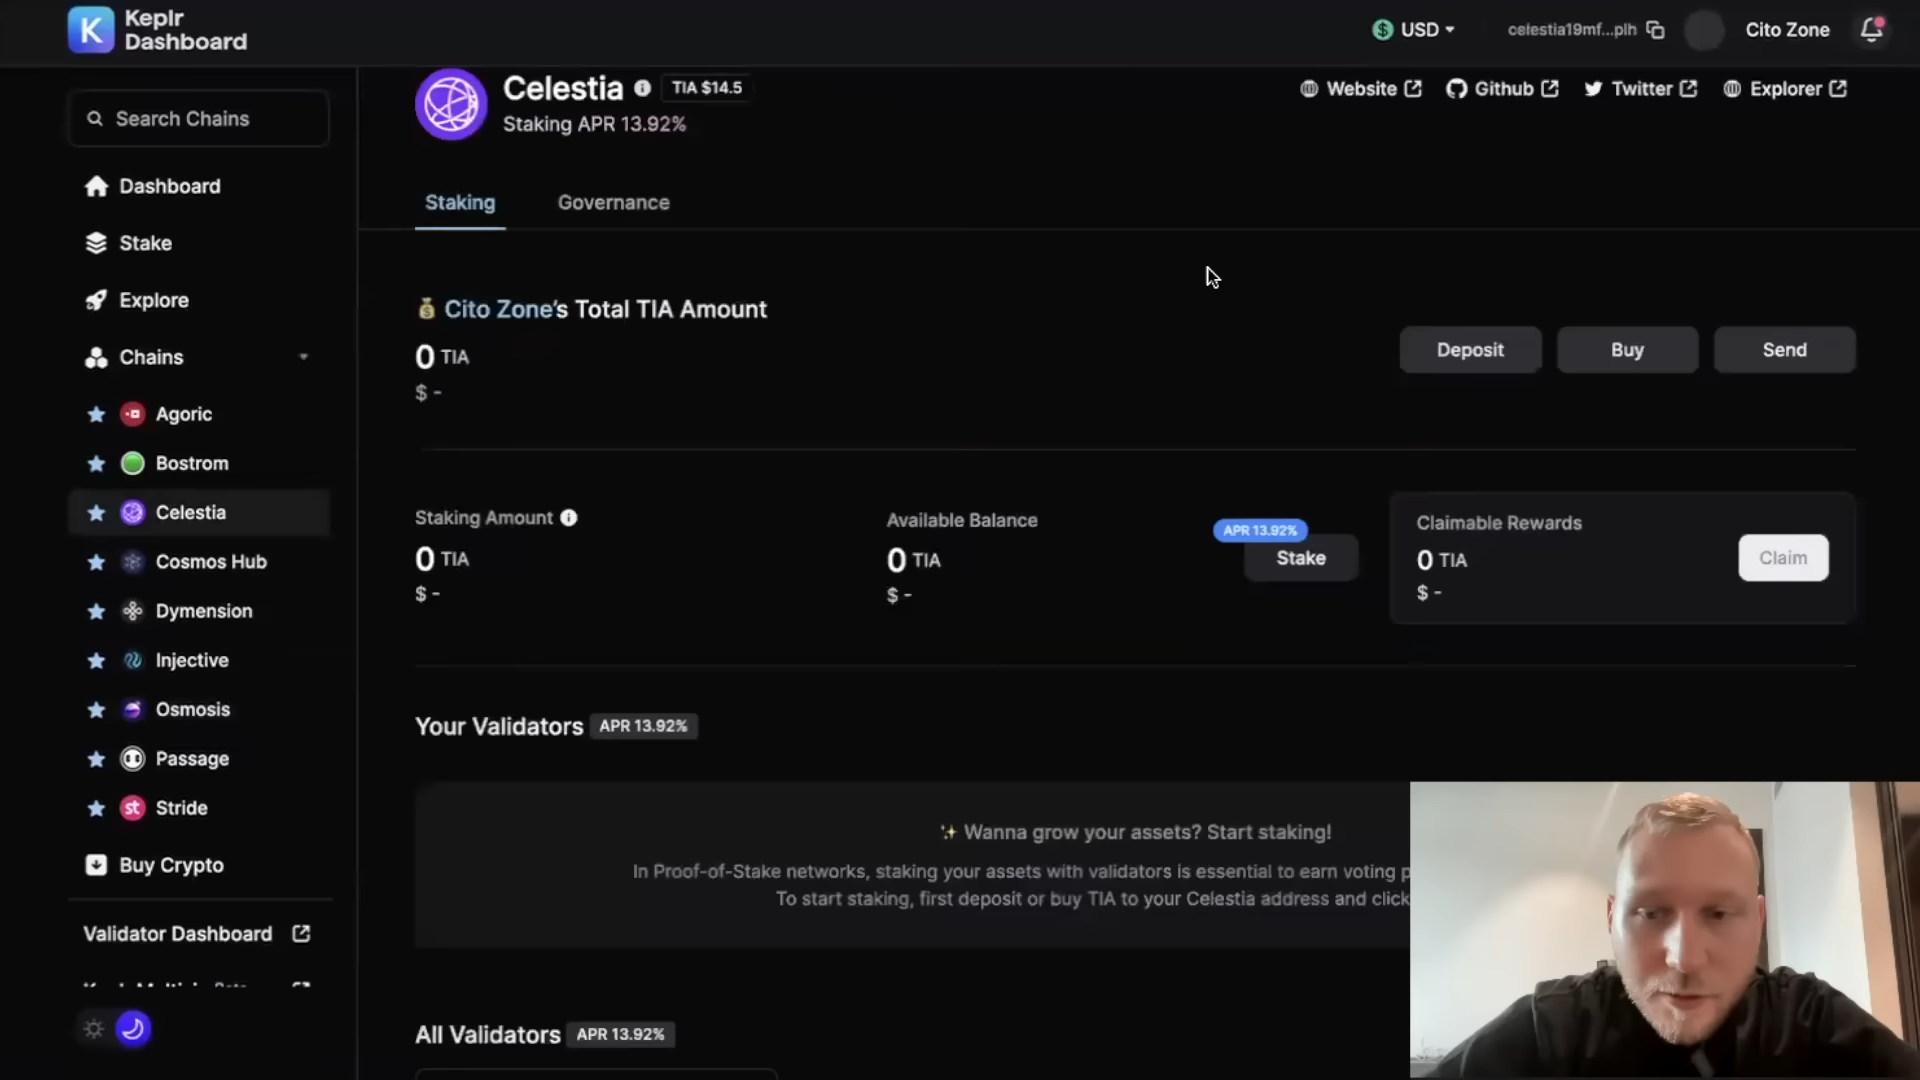 Keplr
Dashboard
USD
celestia19mf...plh
Cito Zone
Search Chains
Dashboard
Stake
Explore
Chains
Agoric
Bostrom
Celestia
Cosmos Hub
Dymension
Injective
Osmosis
Passage
Stride
Buy Crypto
Validator Dashboard
Celestia
TIA $14.5
Staking APR 13.92%
Website
Github
Twitter
Explorer
Staking
Governance
Cito Zone's Total TIA Amount
0 TIA
$ -
Deposit
Buy
Send
Staking Amount
0 TIA
$ -
Available Balance
0 TIA
$ -
APR 13.92%
Stake
Claimable Rewards
0 TIA
$ -
Claim
Your Validators
APR 13.92%
Wanna grow your assets? Start staking!
In Proof-of-Stake networks, staking your assets with validators is essential to earn voting p
To start staking, first deposit or buy TIA to your Celestia address and click
All Validators
APR 13.92%